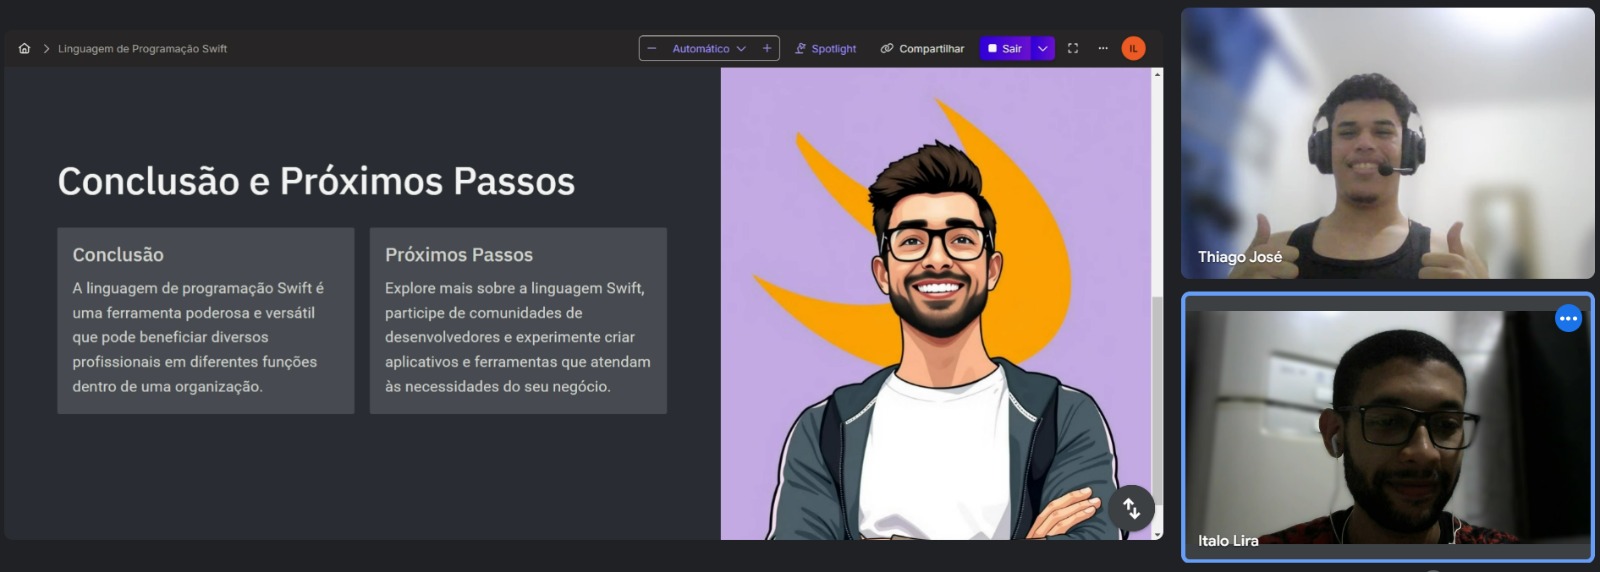 Linguagem de Programação Swift
Automático
Spotlight
Compartilhar
Sair
IL
Conclusão e Próximos Passos
Conclusão
A linguagem de programação Swift é
uma ferramenta poderosa e versátil
que pode beneficiar diversos
profissionais em diferentes funções
dentro de uma organização.
Próximos Passos
Explore mais sobre a linguagem Swift,
participe de comunidades de
desenvolvedores e experimente criar
aplicativos e ferramentas que atendam
às necessidades do seu negócio.
Thiago José
Italo Lira